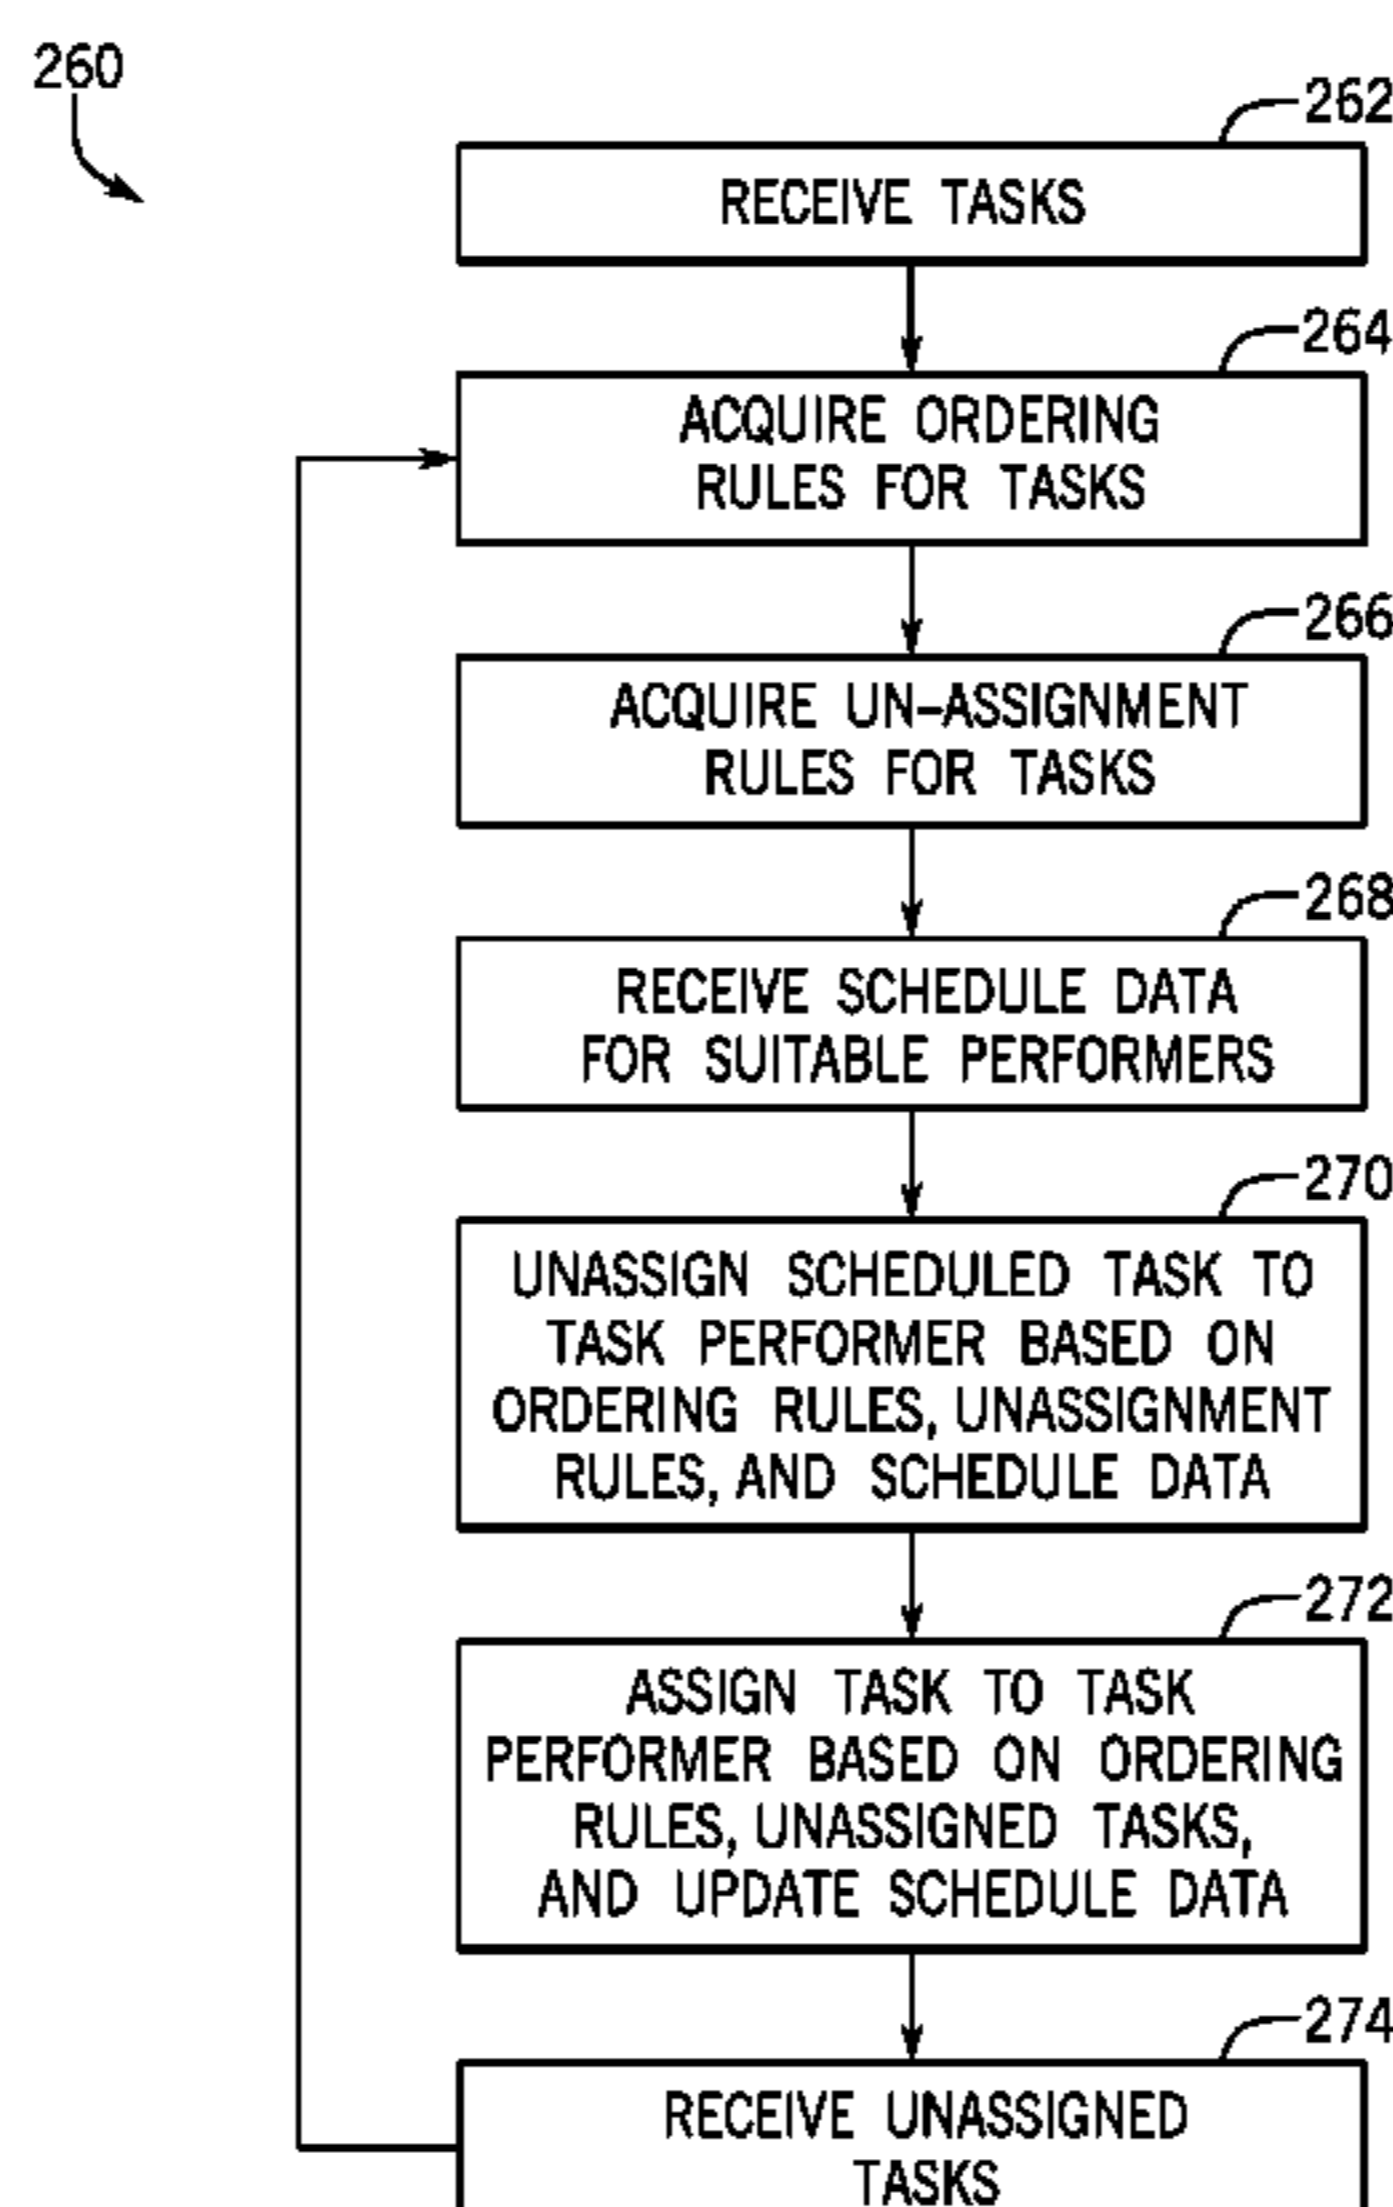 260
262
RECEIVE TASKS
264
ACQUIRE ORDERING
RULES FOR TASKS
266
ACQUIRE UN-ASSIGNMENT
RULES FOR TASKS
268
RECEIVE SCHEDULE DATA
FOR SUITABLE PERFORMERS
270
UNASSIGN SCHEDULED TASK TO
TASK PERFORMER BASED ON
ORDERING RULES, UNASSIGNMENT
RULES, AND SCHEDULE DATA
272
ASSIGN TASK TO TASK
PERFORMER BASED ON ORDERING
RULES, UNASSIGNED TASKS,
AND UPDATE SCHEDULE DATA
274
RECEIVE UNASSIGNED
TASKS